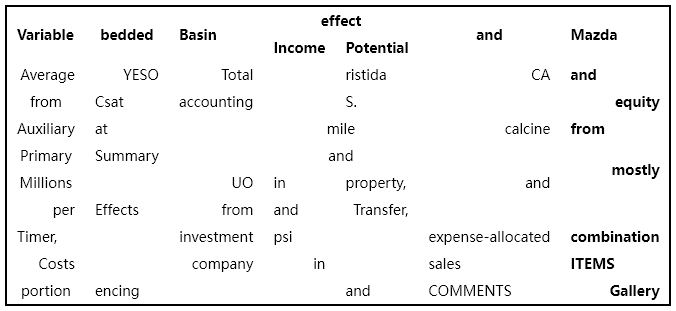 Variable bedded Basin effect and Mazda
Income Potential
Average YESO Total ristida CA and
from Csat accounting S. equity
Auxiliary at mile calcine from
Primary Summary and mostly
Millions UO in property, and
per Effects from and Transfer,
Timer, investment psi expense-allocated combination
Costs company in sales ITEMS
portion encing and COMMENTS Gallery